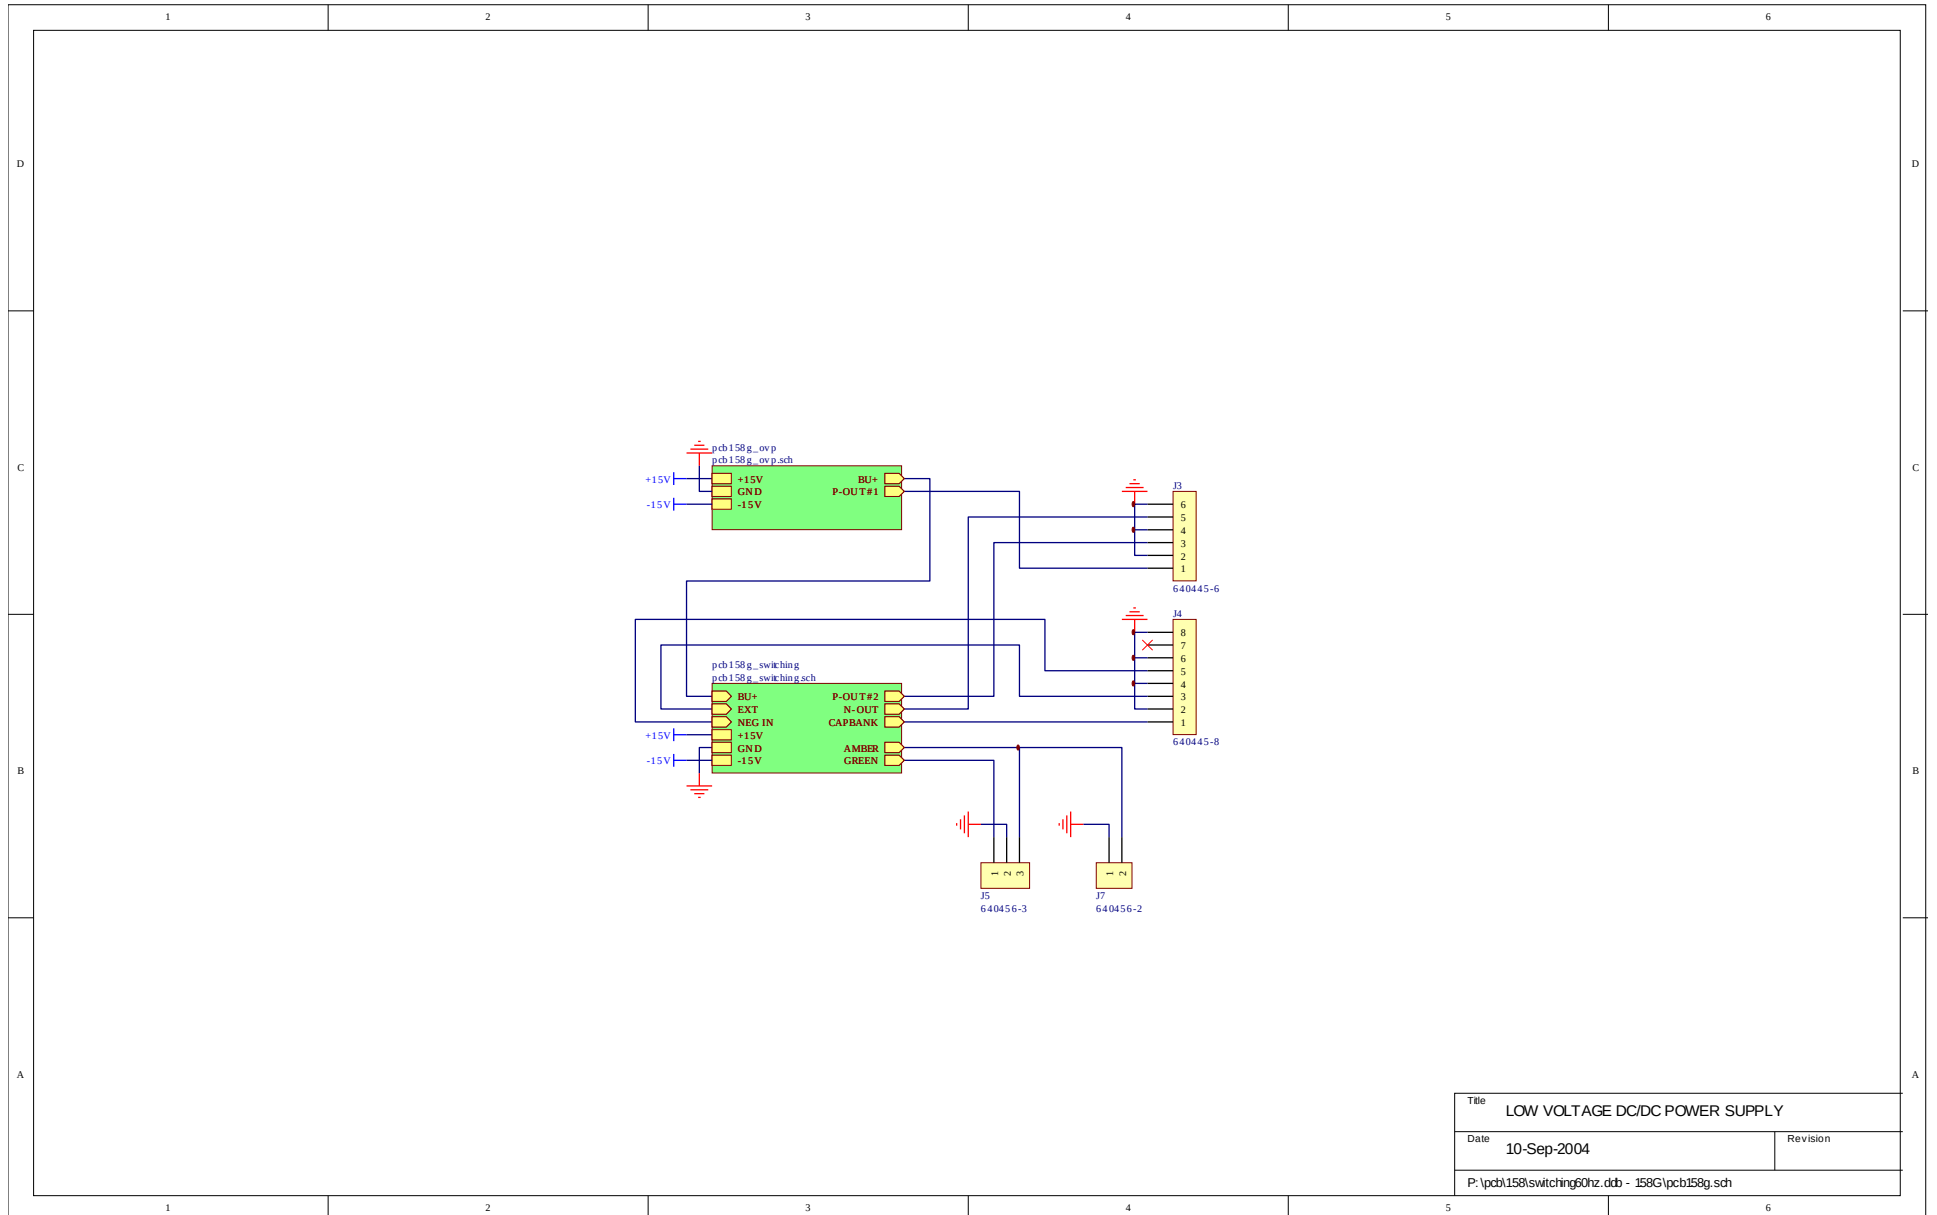 1 2 3 4 5 6
D D
C C
B B
A A
pcb158g_ovp
pcb158g_ovp.sch
+15V +15V BU+
GND P-OUT#1
-15V -15V
J3
6
5
4
3
2
1
640445-6
J4
8
7
6
5
4
3
2
1
640445-8
pcb158g_switching
pcb158g_switching.sch
BU+ P-OUT#2
EXT N-OUT
NEG IN CAPBANK
+15V +15V
GND AMBER
-15V -15V GREEN
1 2 3
J5
640456-3
1 2
J7
640456-2
Title
LOW VOLTAGE DC/DC POWER SUPPLY
Date 10-Sep-2004 Revision
P:\pcb\158\switching60hz.ddb - 158G\pcb158g.sch
1 2 3 4 5 6